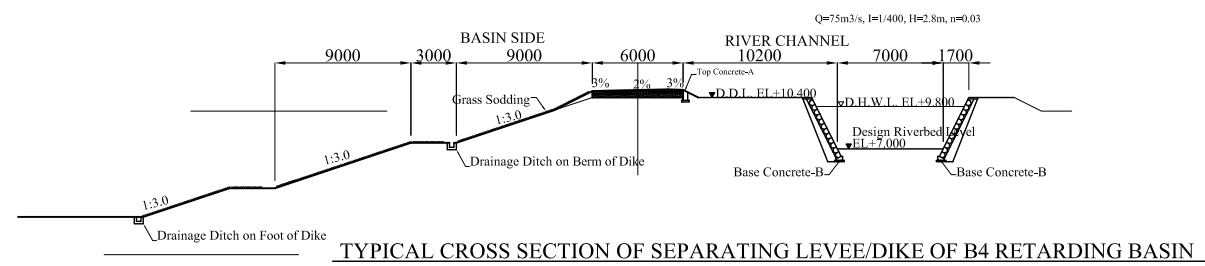 Q=75m3/s, I=1/400, H=2.8m, n=0.03
BASIN SIDE
RIVER CHANNEL
9000
3000
9000
6000
10200
7000
1700
Top Concrete-A
3%
2%
3%
Grass Sodding
D.D.L. EL+10.400
D.H.W.L. EL+9.800
1:3.0
Design Riverbed Level
EL+7.000
1:3.0
Drainage Ditch on Berm of Dike
Base Concrete-B
Base Concrete-B
1:3.0
Drainage Ditch on Foot of Dike
TYPICAL CROSS SECTION OF SEPARATING LEVEE/DIKE OF B4 RETARDING BASIN